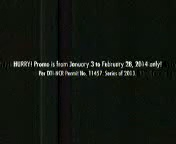 HURRY! Promo is from January 3 to February 28, 2014 only!
Per DTI-NCR Permit No. 11457. Series of 2013.